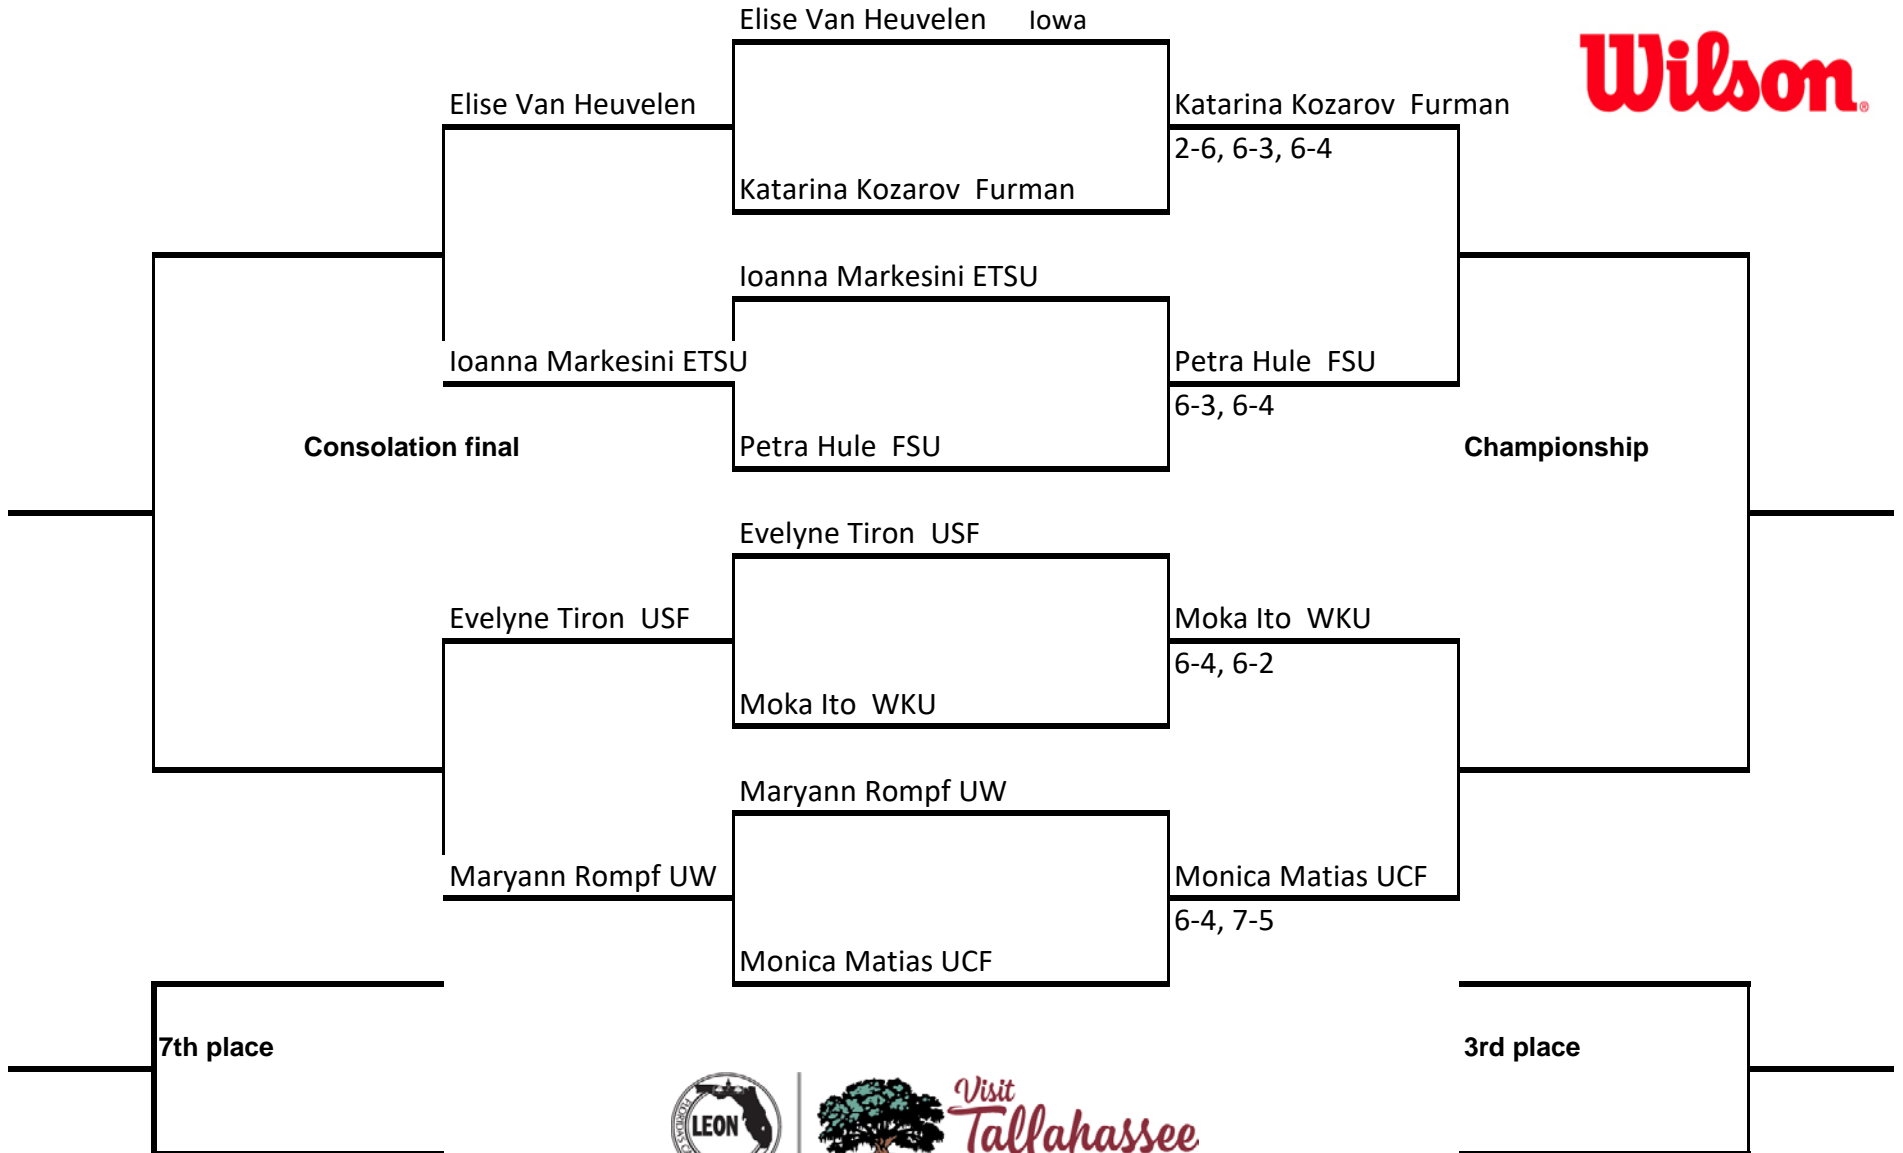 Elise Van Heuvelen Iowa
Wilson
Elise Van Heuvelen
Katarina Kozarov Furman
2-6, 6-3, 6-4
Katarina Kozarov Furman
Ioanna Markesini ETSU
Ioanna Markesini ETSU
Petra Hule FSU
6-3, 6-4
Consolation final
Petra Hule FSU
Championship
Evelyne Tiron USF
Evelyne Tiron USF
Moka Ito WKU
6-4, 6-2
Moka Ito WKU
Maryann Rompf UW
Maryann Rompf UW
Monica Matias UCF
6-4, 7-5
Monica Matias UCF
7th place
3rd place
LEON
Visit
Tallahassee